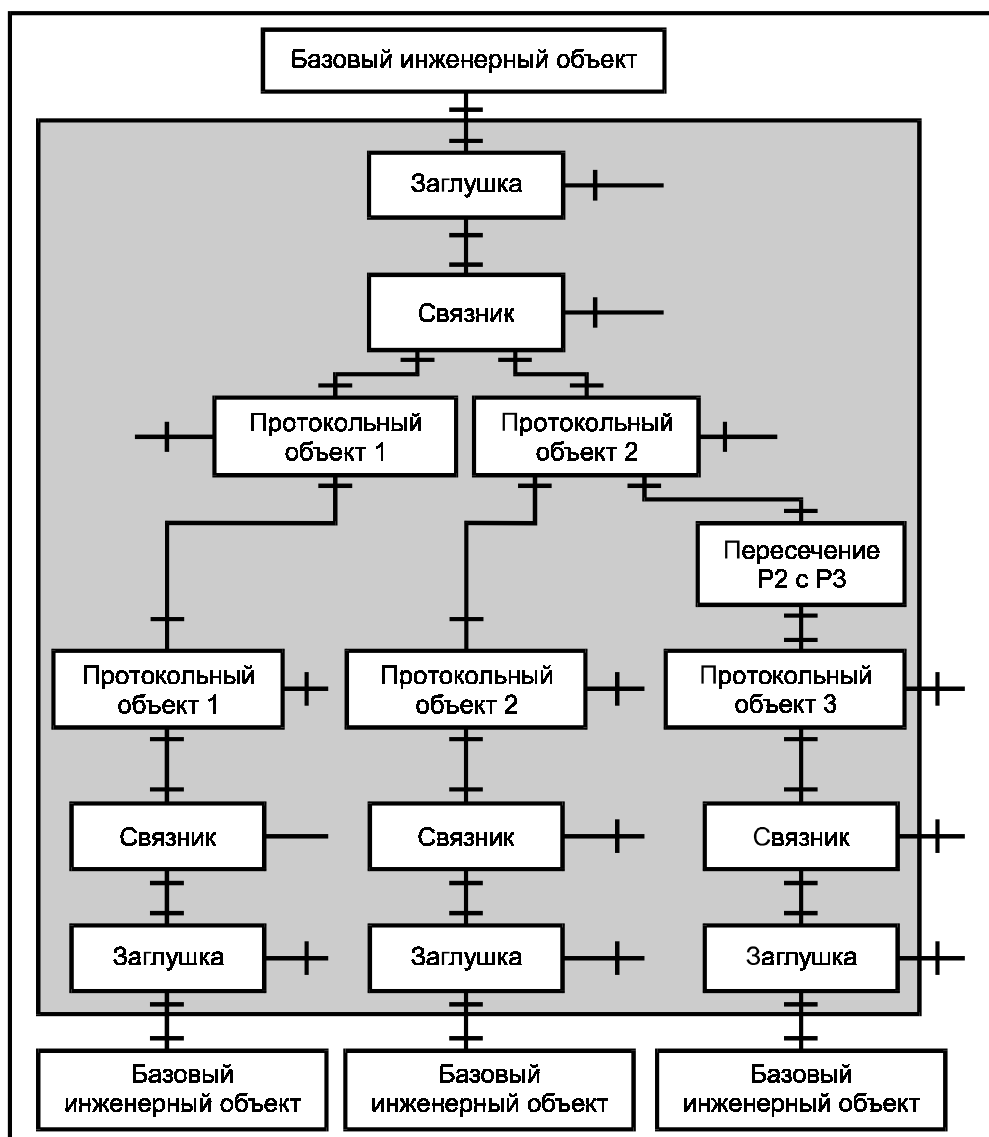 Базовый инженерный объект
Заглушка
Связник
Протокольный
объект 1
Протокольный
объект 2
Пересечение
P2 с P3
Протокольный
объект 1
Протокольный
объект 2
Протокольный
объект 3
Связник
Связник
Связник
Заглушка
Заглушка
Заглушка
Базовый
инженерный объект
Базовый
инженерный объект
Базовый
инженерный объект